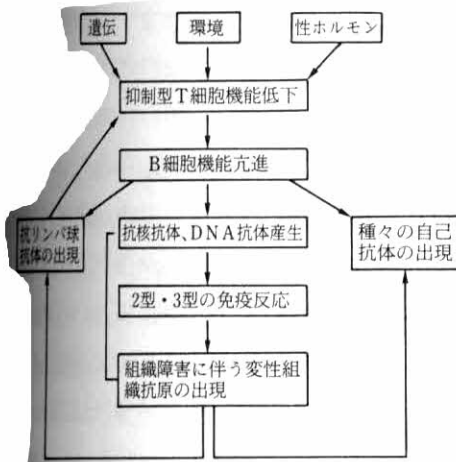 遺伝
環境
性ホルモン
抑制型T細胞機能低下
B細胞機能亢進
抗リンパ球
抗体の出現
抗核抗体、DNA抗体産生
種々の自己
抗体の出現
2型・3型の免疫反応
組織障害に伴う変性組
織抗原の出現